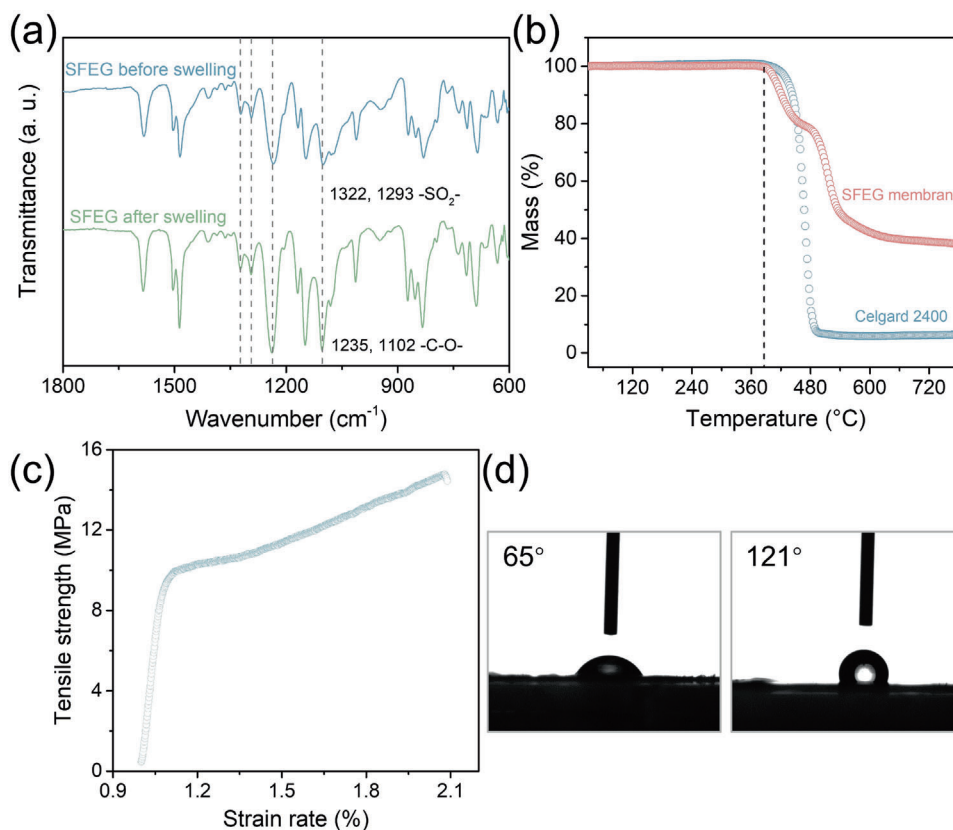 (a)
SFEG before swelling
1322, 1293 -SO₂-
SFEG after swelling
1235, 1102 -C-O-
Transmittance (a. u.)
1800 1500 1200 900 600
Wavenumber (cm⁻¹)
(b)
100
80
60
40
20
0
Mass (%)
SFEG membran
Celgard 2400
120 240 360 480 600 720
Temperature (°C)
(c)
16
12
8
4
0
Tensile strength (MPa)
0.9 1.2 1.5 1.8 2.1
Strain rate (%)
(d)
65°
121°